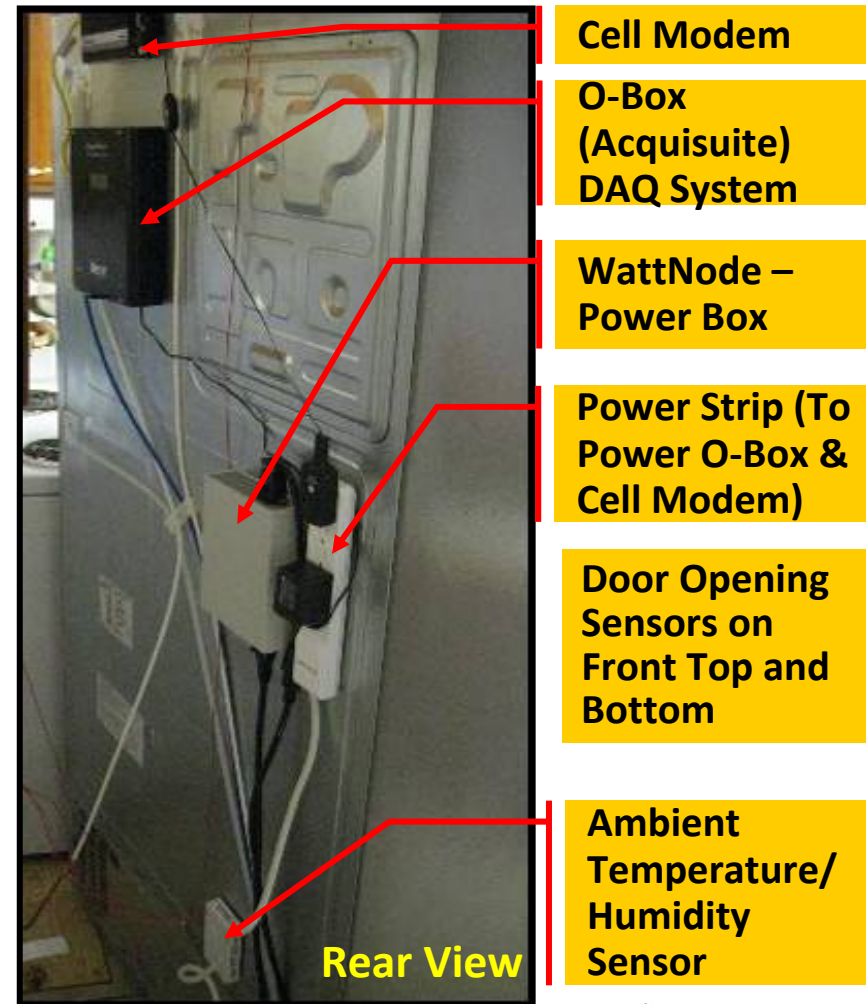 Cell Modem
O-Box
(Acquisuite)
DAQ System
WattNode –
Power Box
Power Strip (To
Power O-Box &
Cell Modem)
Door Opening
Sensors on
Front Top and
Bottom
Ambient
Temperature/
Humidity
Sensor
Rear View